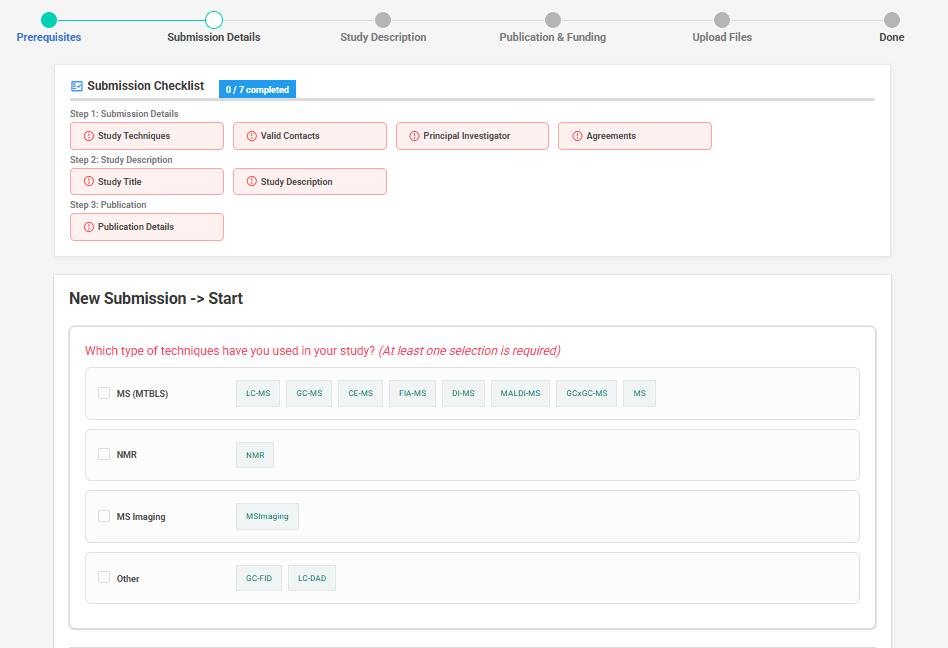 Prerequisites Submission Details Study Description Publication & Funding Upload Files Done
Submission Checklist 0 / 7 completed
Step 1: Submission Details
Study Techniques Valid Contacts Principal Investigator Agreements
Step 2: Study Description
Study Title Study Description
Step 3: Publication
Publication Details
New Submission -> Start
Which type of techniques have you used in your study? (At least one selection is required)
MS (MTBLS) LC-MS GC-MS CE-MS FIA-MS DI-MS MALDI-MS GCxGC-MS MS
NMR NMR
MS Imaging MSImaging
Other GC-FID LC-DAD